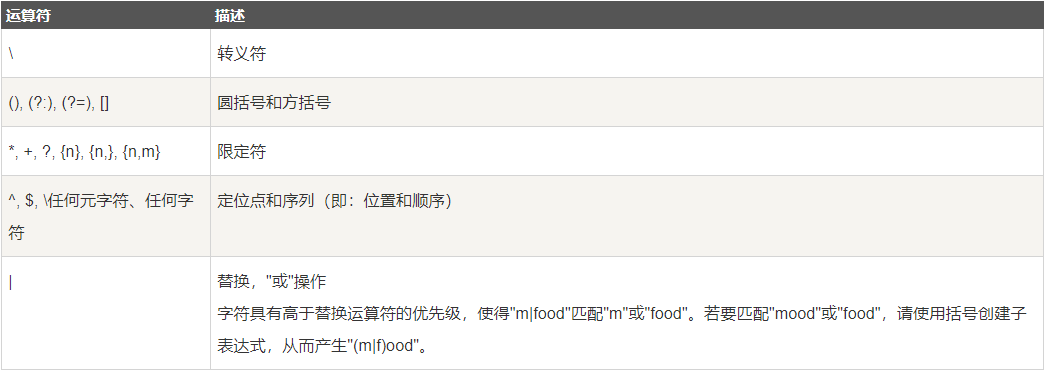 运算符 描述
\ 转义符
(), (?:), (?=), [] 圆括号和方括号
*, +, ?, {n}, {n,}, {n,m} 限定符
^, $, \任何元字符、任何字 定位点和序列（即：位置和顺序）
符
| 替换，"或"操作
字符具有高于替换运算符的优先级，使得"m|food"匹配"m"或"food"。若要匹配"mood"或"food"，请使用括号创建子
表达式，从而产生"(m|f)ood"。